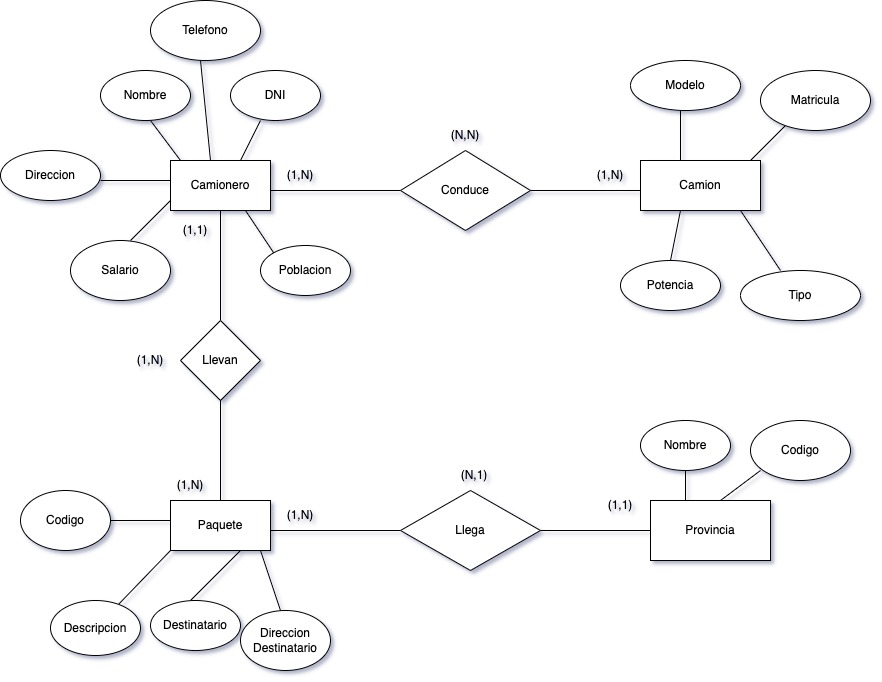 Telefono
Nombre
DNI
Modelo
Matricula
Direccion
Camionero
(1,N)
(N,N)
Conduce
(1,N)
Camion
(1,1)
Salario
Poblacion
Potencia
Tipo
(1,N)
Llevan
Nombre
Codigo
(1,N)
Codigo
Paquete
(1,N)
(N,1)
Llega
(1,1)
Provincia
Descripcion
Destinatario
Direccion
Destinatario